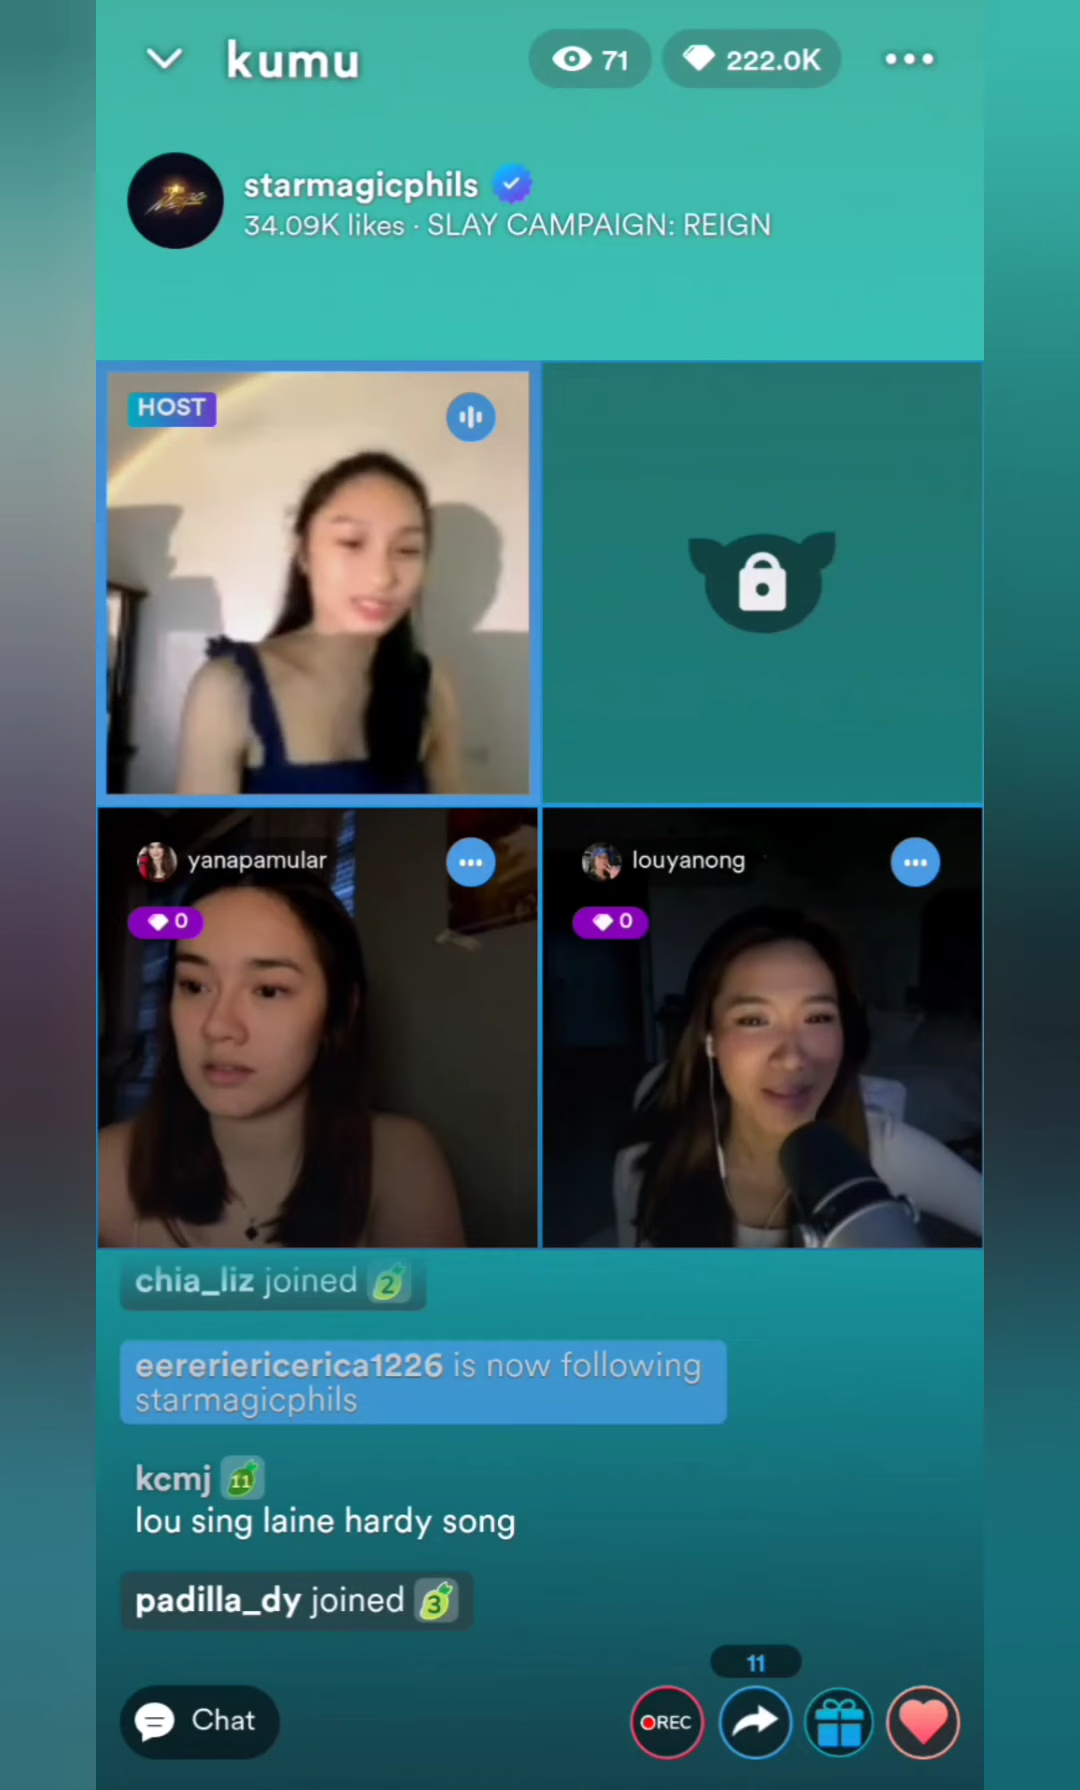 kumu
71
222.0K
starmagicphils
34.09K likes · SLAY CAMPAIGN: REIGN
HOST
yanapamular
0
louyanong
0
chia_liz joined 2
eereriericerica1226 is now following
starmagicphils
kcmj 11
lou sing laine hardy song
padilla_dy joined 3
11
Chat
REC